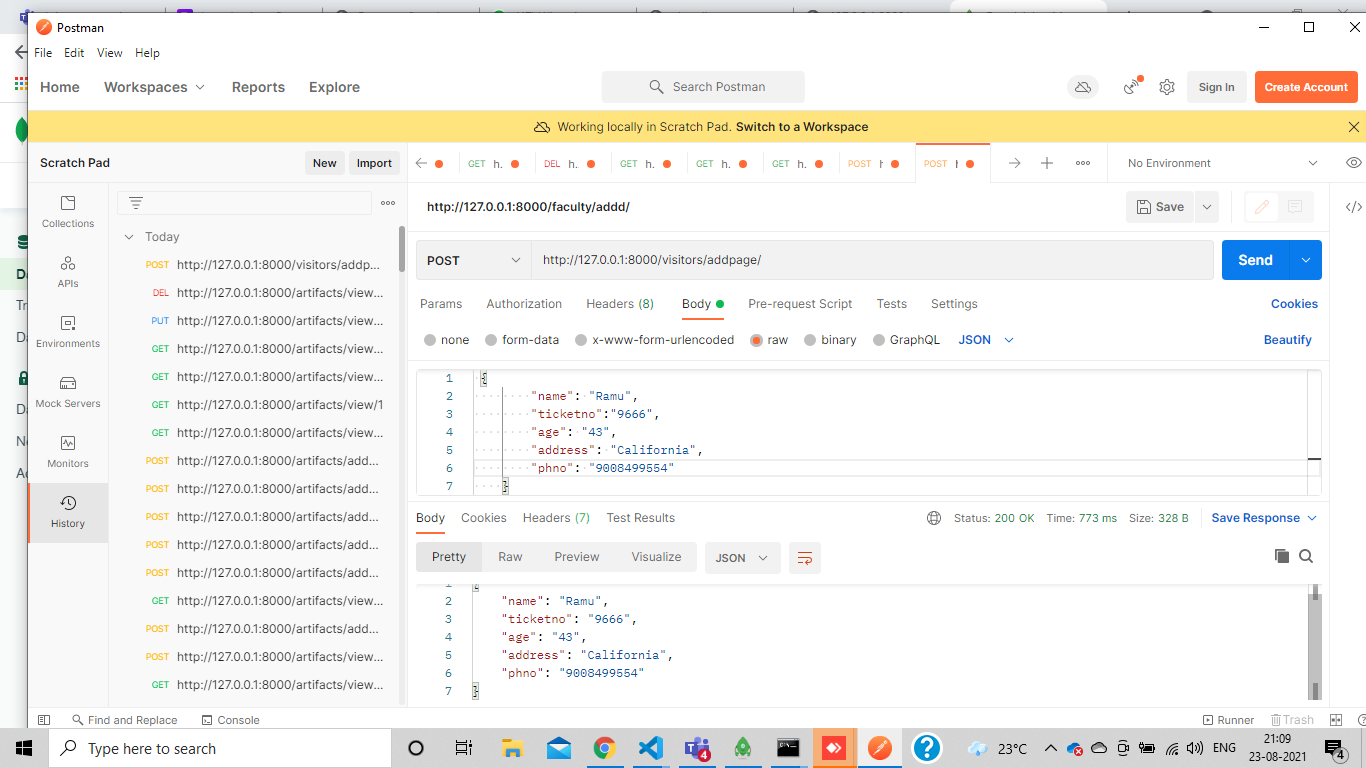 Postman
File Edit View Help
Home Workspaces Reports Explore Search Postman Sign In Create Account
Working locally in Scratch Pad. Switch to a Workspace
Scratch Pad New Import GET h. DEL h. GET h. GET h. GET h. POST POST No Environment
Collections
APIs
Environments
Mock Servers
Monitors
History
Today
POST http://127.0.0.1:8000/visitors/addp...
DEL http://127.0.0.1:8000/artifacts/view...
PUT http://127.0.0.1:8000/artifacts/view...
GET http://127.0.0.1:8000/artifacts/view...
GET http://127.0.0.1:8000/artifacts/view...
GET http://127.0.0.1:8000/artifacts/view/1
GET http://127.0.0.1:8000/artifacts/view...
POST http://127.0.0.1:8000/artifacts/add...
POST http://127.0.0.1:8000/artifacts/add...
POST http://127.0.0.1:8000/artifacts/add...
POST http://127.0.0.1:8000/artifacts/add...
POST http://127.0.0.1:8000/artifacts/add...
GET http://127.0.0.1:8000/artifacts/view...
POST http://127.0.0.1:8000/artifacts/add...
POST http://127.0.0.1:8000/artifacts/view...
GET http://127.0.0.1:8000/artifacts/view...
http://127.0.0.1:8000/faculty/addd/ Save
POST http://127.0.0.1:8000/visitors/addpage/ Send
Params Authorization Headers (8) Body Pre-request Script Tests Settings Cookies
none form-data x-www-form-urlencoded raw binary GraphQL JSON Beautify
1 {
2 "name": "Ramu",
3 "ticketno":"9666",
4 "age": "43",
5 "address": "California",
6 "phno": "9008499554"
7 }
Body Cookies Headers (7) Test Results Status: 200 OK Time: 773 ms Size: 328 B Save Response
Pretty Raw Preview Visualize JSON
2 "name": "Ramu",
3 "ticketno": "9666",
4 "age": "43",
5 "address": "California",
6 "phno": "9008499554"
7 }
Find and Replace Console Runner Trash
Type here to search 4 23°C ENG 21:09
23-08-2021 4